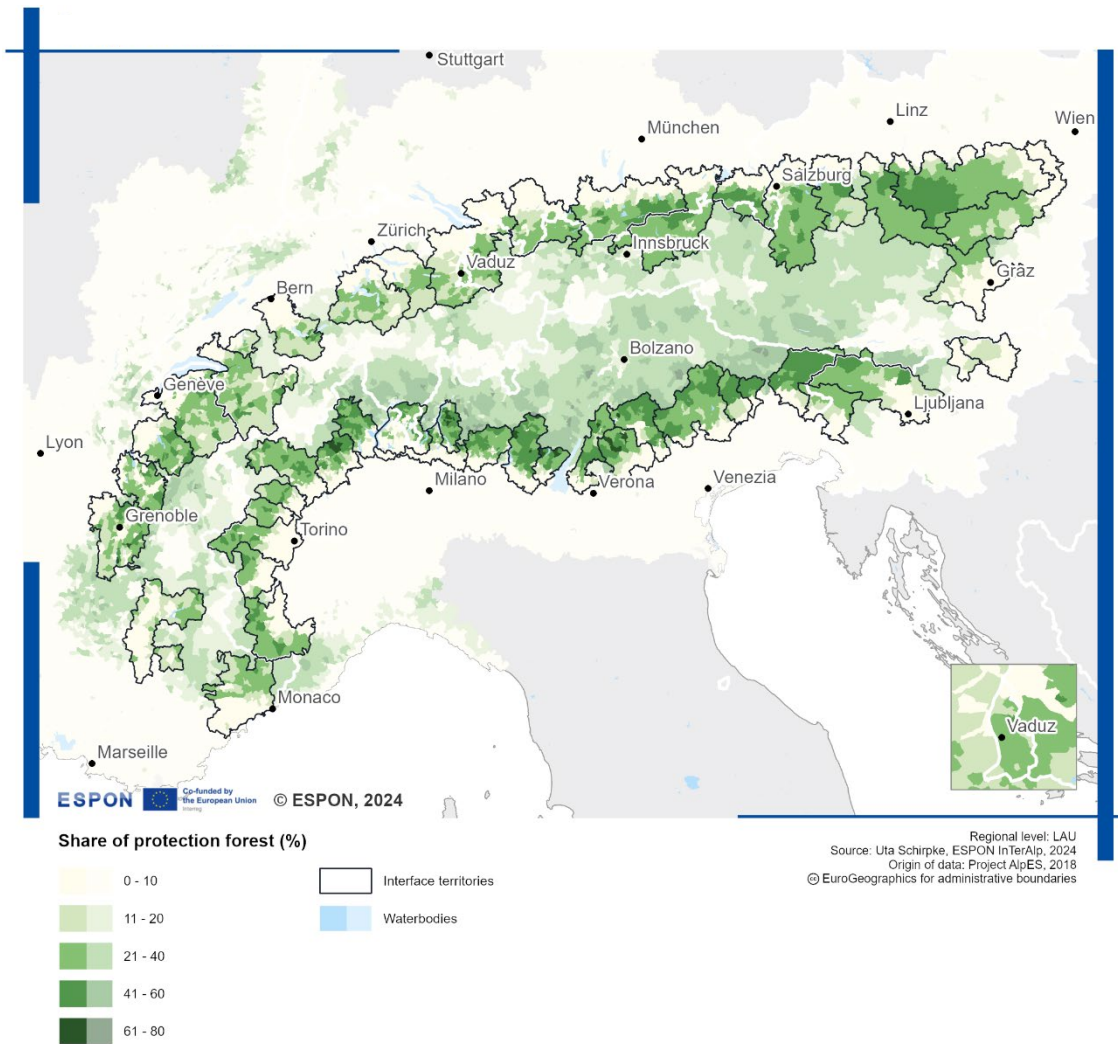 Stuttgart
Linz
Wien
München
Salzburg
Zürich
Innsbruck
Vaduz
Graz
Bern
Bolzano
Genève
Ljubljana
Lyon
Milano
Verona
Venezia
Grenoble
Torino
Monaco
Vaduz
Marseille
ESPON
Co-funded by
the European Union
Interreg
© ESPON, 2024
Share of protection forest (%)
0 - 10
11 - 20
21 - 40
41 - 60
61 - 80
Interface territories
Waterbodies
Regional level: LAU
Source: Uta Schirpke, ESPON InTerAlp, 2024
Origin of data: Project AlpES, 2018
㏄ EuroGeographics for administrative boundaries